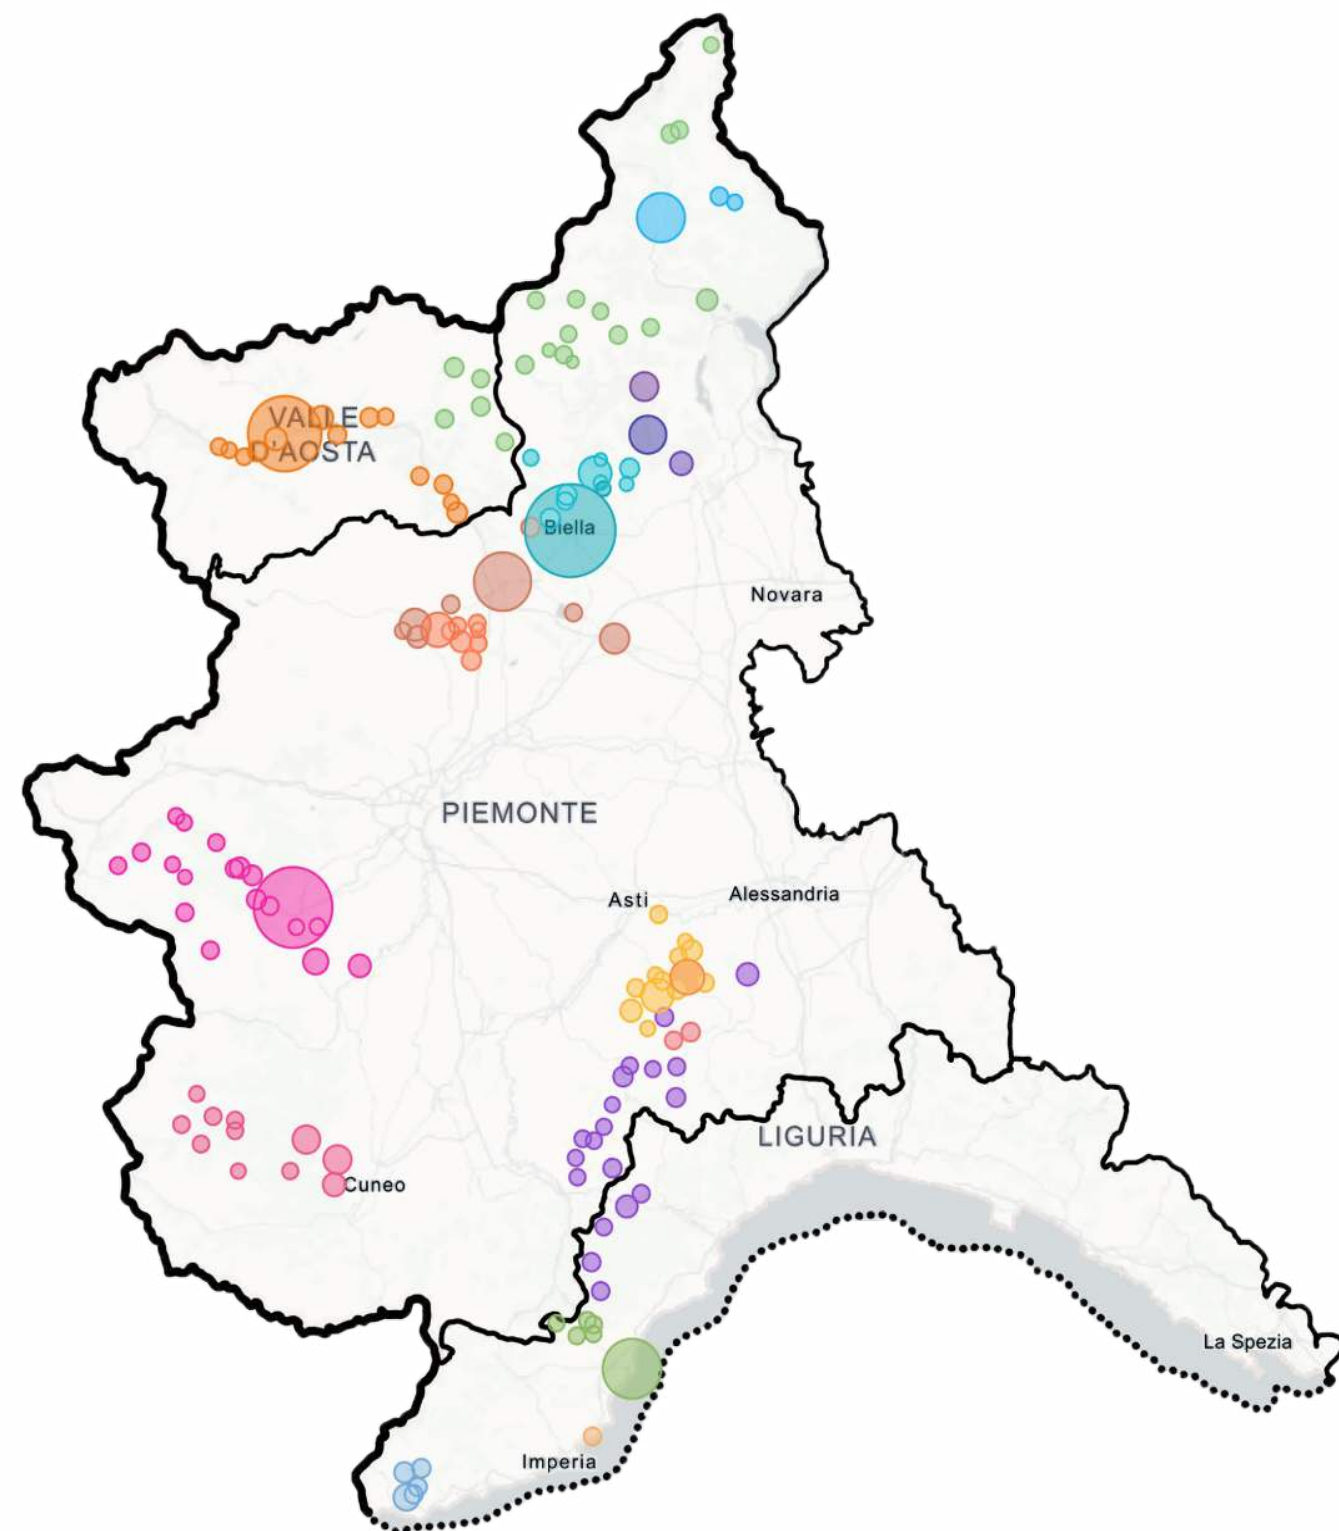 VALLE
D'AOSTA
Biella
Novara
PIEMONTE
Asti
Alessandria
LIGURIA
Cuneo
La Spezia
Imperia